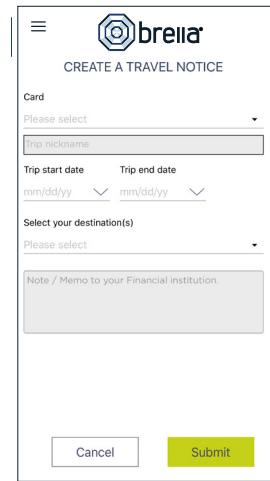 brella
CREATE A TRAVEL NOTICE
Card
Please select
Trip nickname
Trip start date Trip end date
mm/dd/yy mm/dd/yy
Select your destination(s)
Please select
Note / Memo to your Financial institution.
Cancel Submit